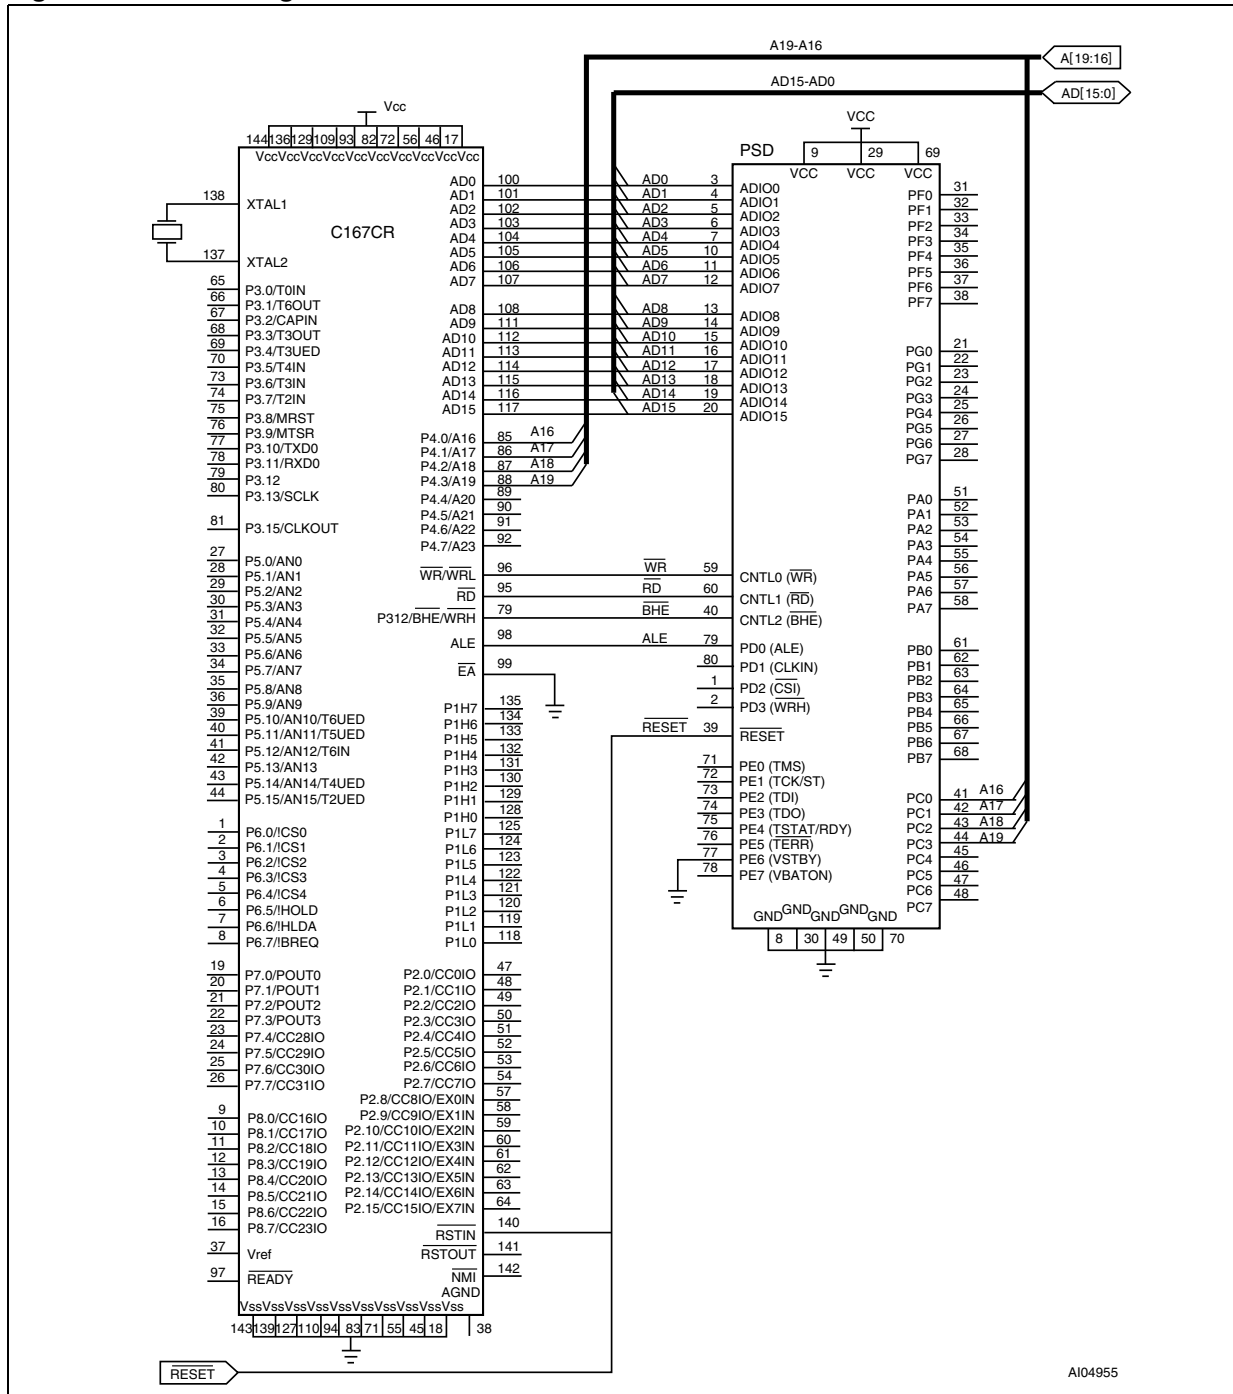 A19-A16
A[19:16]
AD15-AD0
AD[15:0]
Vcc
144 136 129 109 93 82 72 56 46 17
Vcc Vcc Vcc Vcc Vcc Vcc Vcc Vcc Vcc Vcc
C167CR
138 XTAL1
137 XTAL2
65 P3.0/T0IN
66 P3.1/T6OUT
67 P3.2/CAPIN
68 P3.3/T3OUT
69 P3.4/T3UED
70 P3.5/T4IN
73 P3.6/T3IN
74 P3.7/T2IN
75 P3.8/MRST
76 P3.9/MTSR
77 P3.10/TXD0
78 P3.11/RXD0
79 P3.12
80 P3.13/SCLK
81 P3.15/CLKOUT
27 P5.0/AN0
28 P5.1/AN1
29 P5.2/AN2
30 P5.3/AN3
31 P5.4/AN4
32 P5.5/AN5
33 P5.6/AN6
34 P5.7/AN7
35 P5.8/AN8
36 P5.9/AN9
39 P5.10/AN10/T6UED
40 P5.11/AN11/T5UED
41 P5.12/AN12/T6IN
42 P5.13/AN13
43 P5.14/AN14/T4UED
44 P5.15/AN15/T2UED
1 P6.0/!CS0
2 P6.1/!CS1
3 P6.2/!CS2
4 P6.3/!CS3
5 P6.4/!CS4
6 P6.5/!HOLD
7 P6.6/!HLDA
8 P6.7/!BREQ
19 P7.0/POUT0
20 P7.1/POUT1
21 P7.2/POUT2
22 P7.3/POUT3
23 P7.4/CC28IO
24 P7.5/CC29IO
25 P7.6/CC30IO
26 P7.7/CC31IO
9 P8.0/CC16IO
10 P8.1/CC17IO
11 P8.2/CC18IO
12 P8.3/CC19IO
13 P8.4/CC20IO
14 P8.5/CC21IO
15 P8.6/CC22IO
16 P8.7/CC23IO
37 Vref
97 READY
AD0 100 AD0 3 ADIO0
AD1 101 AD1 4 ADIO1
AD2 102 AD2 5 ADIO2
AD3 103 AD3 6 ADIO3
AD4 104 AD4 7 ADIO4
AD5 105 AD5 10 ADIO5
AD6 106 AD6 11 ADIO6
AD7 107 AD7 12 ADIO7
AD8 108 AD8 13 ADIO8
AD9 111 AD9 14 ADIO9
AD10 112 AD10 15 ADIO10
AD11 113 AD11 16 ADIO11
AD12 114 AD12 17 ADIO12
AD13 115 AD13 18 ADIO13
AD14 116 AD14 19 ADIO14
AD15 117 AD15 20 ADIO15
P4.0/A16 85 A16
P4.1/A17 86 A17
P4.2/A18 87 A18
P4.3/A19 88 A19
P4.4/A20 89
P4.5/A21 90
P4.6/A22 91
P4.7/A23 92
WR/WRL 96 WR 59 CNTL0 (WR)
RD 95 RD 60 CNTL1 (RD)
P312/BHE/WRH 79 BHE 40 CNTL2 (BHE)
ALE 98 ALE 79 PD0 (ALE)
EA 99
80 PD1 (CLKIN)
1 PD2 (CSI)
2 PD3 (WRH)
RESET 39 RESET
P1H7 135
P1H6 134
P1H5 133
P1H4 132
P1H3 131
P1H2 130
P1H1 129
P1H0 128
P1L7 125
P1L6 124
P1L5 123
P1L4 122
P1L3 121
P1L2 120
P1L1 119
P1L0 118
P2.0/CC0IO 47
P2.1/CC1IO 48
P2.2/CC2IO 49
P2.3/CC3IO 50
P2.4/CC4IO 51
P2.5/CC5IO 52
P2.6/CC6IO 53
P2.7/CC7IO 54
P2.8/CC8IO/EX0IN 57
P2.9/CC9IO/EX1IN 58
P2.10/CC10IO/EX2IN 59
P2.11/CC11IO/EX3IN 60
P2.12/CC12IO/EX4IN 61
P2.13/CC13IO/EX5IN 62
P2.14/CC14IO/EX6IN 63
P2.15/CC15IO/EX7IN 64
RSTIN 140
RSTOUT 141
NMI 142
AGND
Vss Vss Vss Vss Vss Vss Vss Vss Vss Vss
143 139 127 110 94 83 71 55 45 18 38
RESET
VCC
PSD
9 29 69
VCC VCC VCC
71 PE0 (TMS)
72 PE1 (TCK/ST)
73 PE2 (TDI)
74 PE3 (TDO)
75 PE4 (TSTAT/RDY)
76 PE5 (TERR)
77 PE6 (VSTBY)
78 PE7 (VBATON)
PF0 31
PF1 32
PF2 33
PF3 34
PF4 35
PF5 36
PF6 37
PF7 38
PG0 21
PG1 22
PG2 23
PG3 24
PG4 25
PG5 26
PG6 27
PG7 28
PA0 51
PA1 52
PA2 53
PA3 54
PA4 55
PA5 56
PA6 57
PA7 58
PB0 61
PB1 62
PB2 63
PB3 64
PB4 65
PB5 66
PB6 67
PB7 68
PC0 41 A16
PC1 42 A17
PC2 43 A18
PC3 44 A19
PC4 45
PC5 46
PC6 47
PC7 48
GND GND GND GND GND
8 30 49 50 70
AI04955